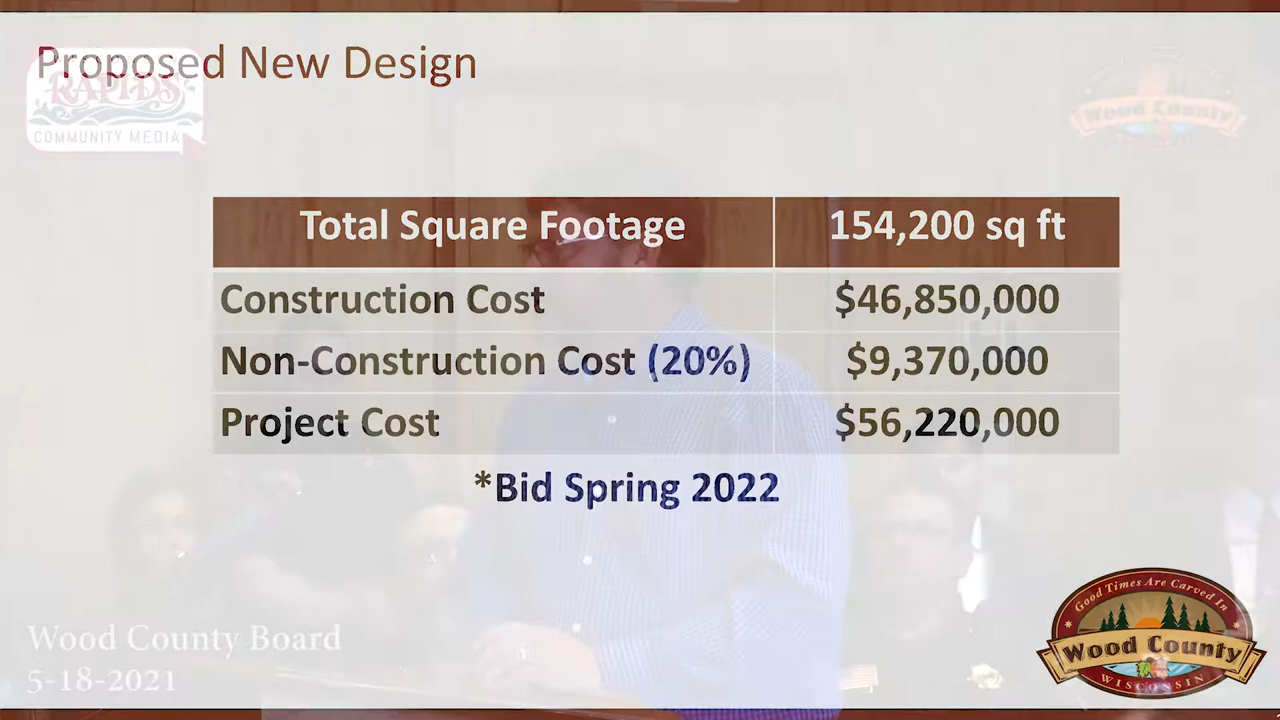 Proposed New Design
RAPIDS
COMMUNITY MEDIA
Wood County
Total Square Footage 154,200 sq ft
Construction Cost $46,850,000
Non-Construction Cost (20%) $9,370,000
Project Cost $56,220,000
*Bid Spring 2022
Wood County Board
5-18-2021
Good Times Are Carved In
Wood County
WISCONSIN